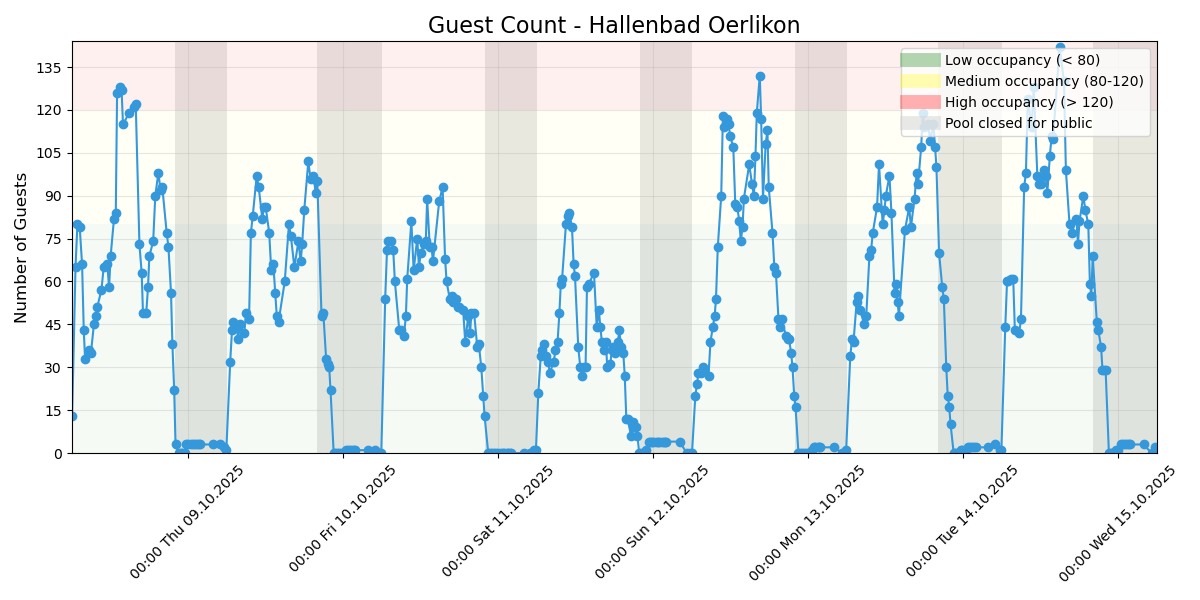 Guest Count - Hallenbad Oerlikon
Number of Guests
135
120
105
90
75
60
45
30
15
0
Low occupancy (< 80)
Medium occupancy (80-120)
High occupancy (> 120)
Pool closed for public
00:00 Thu 09.10.2025
00:00 Fri 10.10.2025
00:00 Sat 11.10.2025
00:00 Sun 12.10.2025
00:00 Mon 13.10.2025
00:00 Tue 14.10.2025
00:00 Wed 15.10.2025